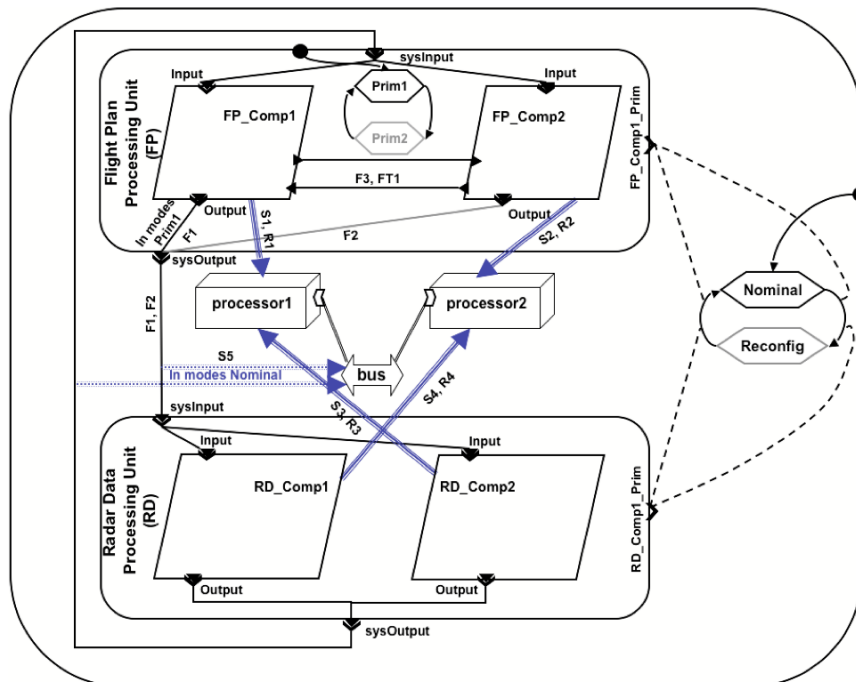 sysInput
Input
Input
Prim1
Prim2
FP_Comp1
FP_Comp2
Flight Plan
Processing Unit
(FP)
FP_Comp1_Prim
F3, FT1
In modes
Prim1
F1
Output
Output
S1, R1
F2
S2, R2
sysOutput
F1, F2
processor1
processor2
Nominal
Reconfig
S5
bus
In modes Nominal
S3, R3
S4, R4
sysInput
Input
Input
RD_Comp1
RD_Comp2
Radar Data
Processing Unit
(RD)
RD_Comp1_Prim
Output
Output
sysOutput